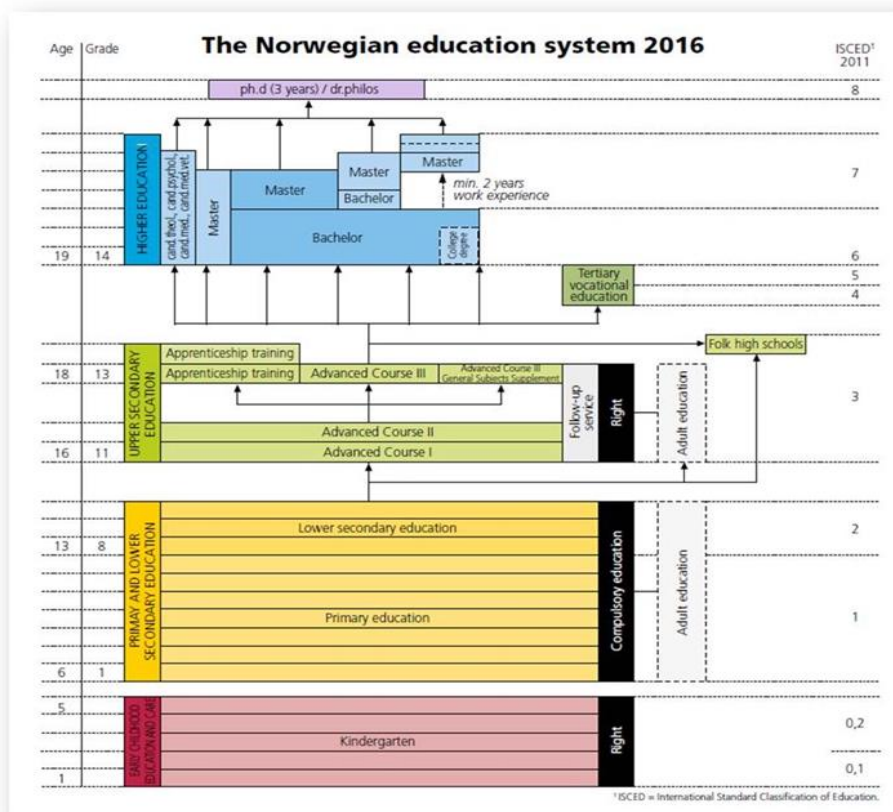 The Norwegian education system 2016
Age
Grade
ISCED¹
2011
ph.d (3 years) / dr.philos
8
HIGHER EDUCATION
cand.theol., cand.psychol.,
cand.med., cand.med.vet.
Master
Master
Master
Bachelor
Master
min. 2 years
work experience
7
Bachelor
College
degree
19
14
6
5
4
Tertiary
vocational
education
Folk high schools
UPPER SECONDARY
EDUCATION
Apprenticeship training
18
13
Apprenticeship training
Advanced Course III
Advanced Course III
General Subjects Supplement
Follow-up
service
Right
Adult education
3
Advanced Course II
16
11
Advanced Course I
PRIMAY AND LOWER
SECONDARY EDUCATION
Lower secondary education
13
8
2
Compulsory education
Adult education
Primary education
1
6
1
EARLY CHILDHOOD
EDUCATION AND CARE
5
Kindergarten
Right
0,2
1
0,1
¹ISCED = International Standard Classification of Education.